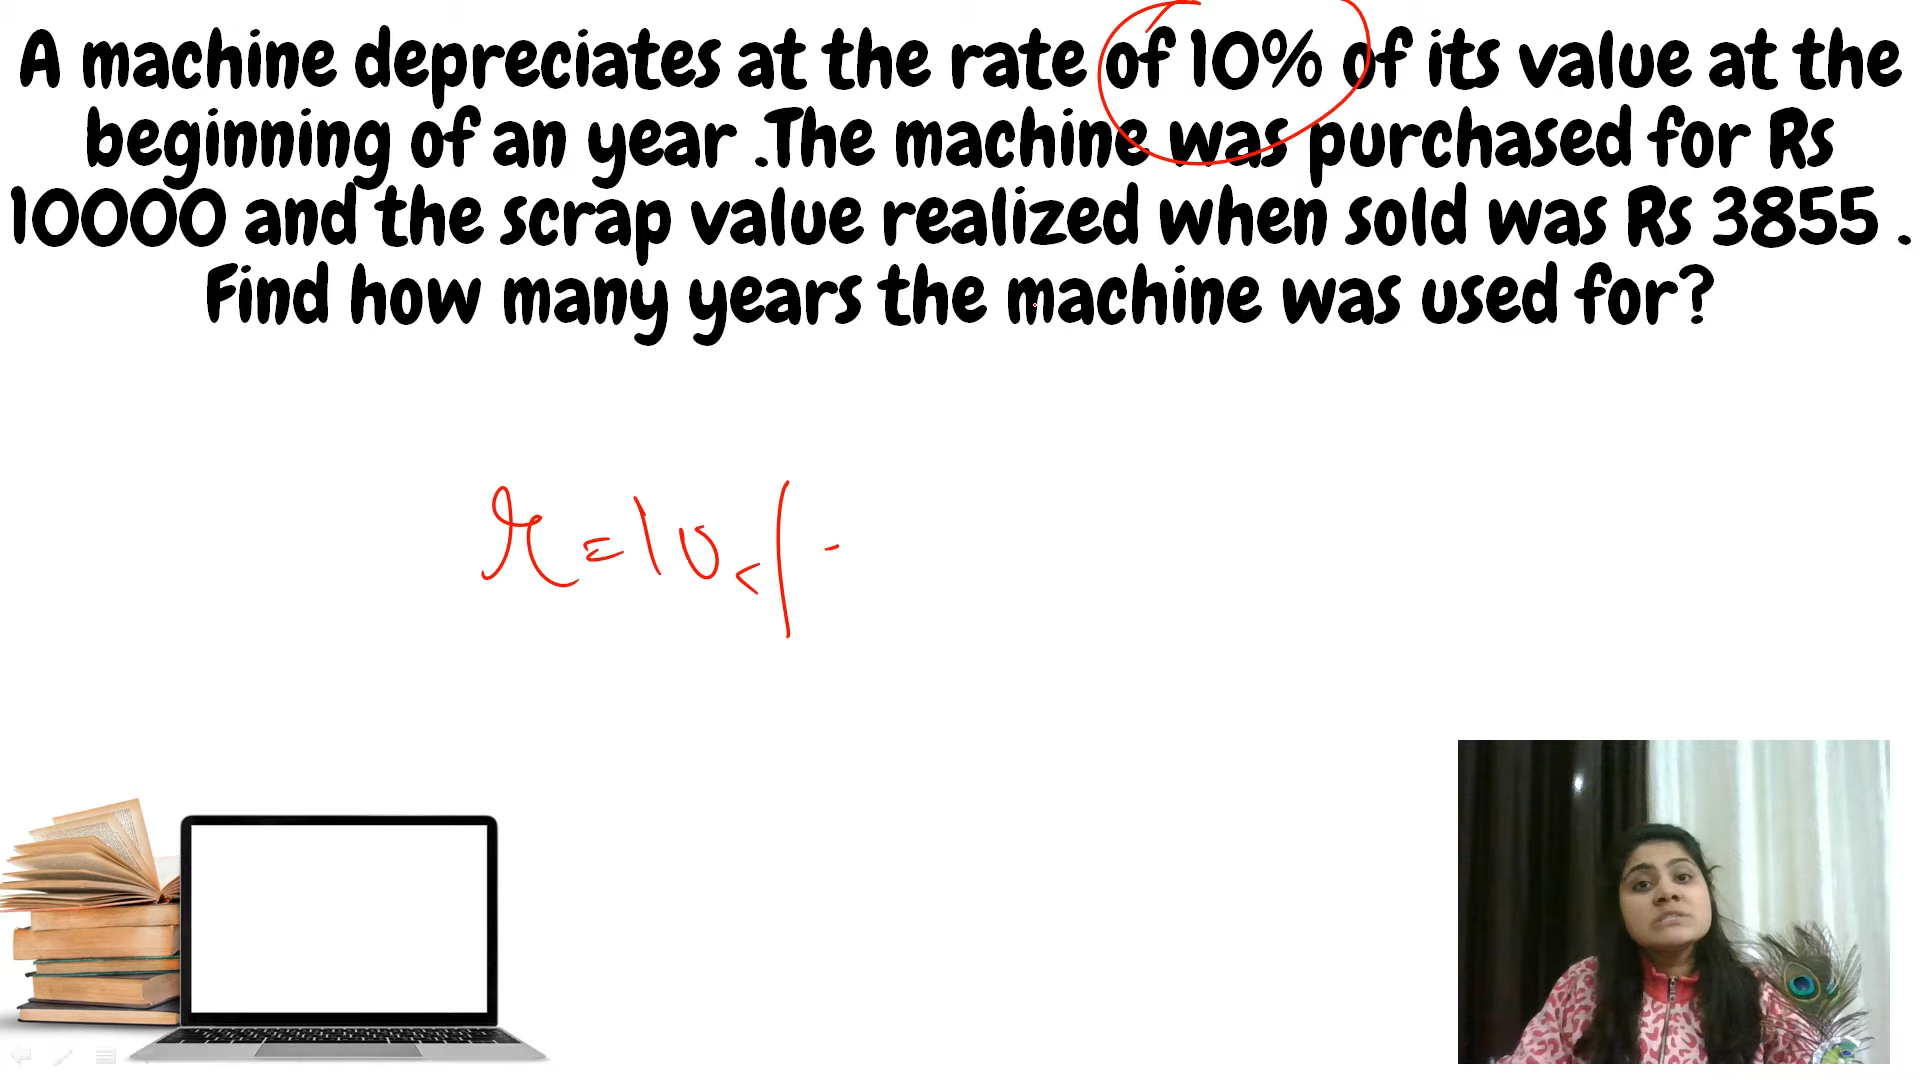 A machine depreciates at the rate of 10% of its value at the
beginning of an year .The machine was purchased for Rs
10000 and the scrap value realized when sold was Rs 3855 .
Find how many years the machine was used for?
r = 10